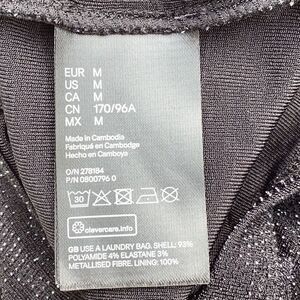 EUR M
US M
CA M
CN 170/96A
MX M
Made in Cambodia
Fabriqué en Cambodge
Hecho en Camboya
O/N 278184
P/N 0800796 0
30
clevercare.info
GB USE A LAUNDRY BAG. SHELL: 93%
POLYAMIDE 4% ELASTANE 3%
METALLISED FIBRE. LINING: 100%